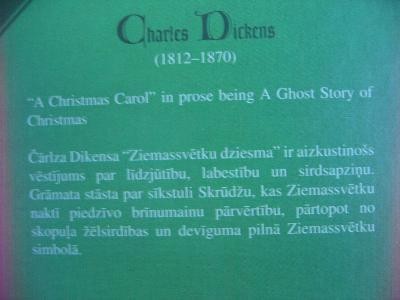 Charles Dickens
(1812–1870)
“A Christmas Carol” in prose being A Ghost Story of
Christmas
Čārlza Dikensa “Ziemassvētku dziesma” ir aizkustinošs
vēstījums par līdzjūtību, labestību un sirdsapziņu.
Grāmata stāsta par sīkstuli Skrūdžu, kas Ziemassvētku
naktī piedzīvo brīnumainu pārvērtību, pārtopot no
skopuļa žēlsirdības un devīguma pilnā Ziemassvētku
simbolā.